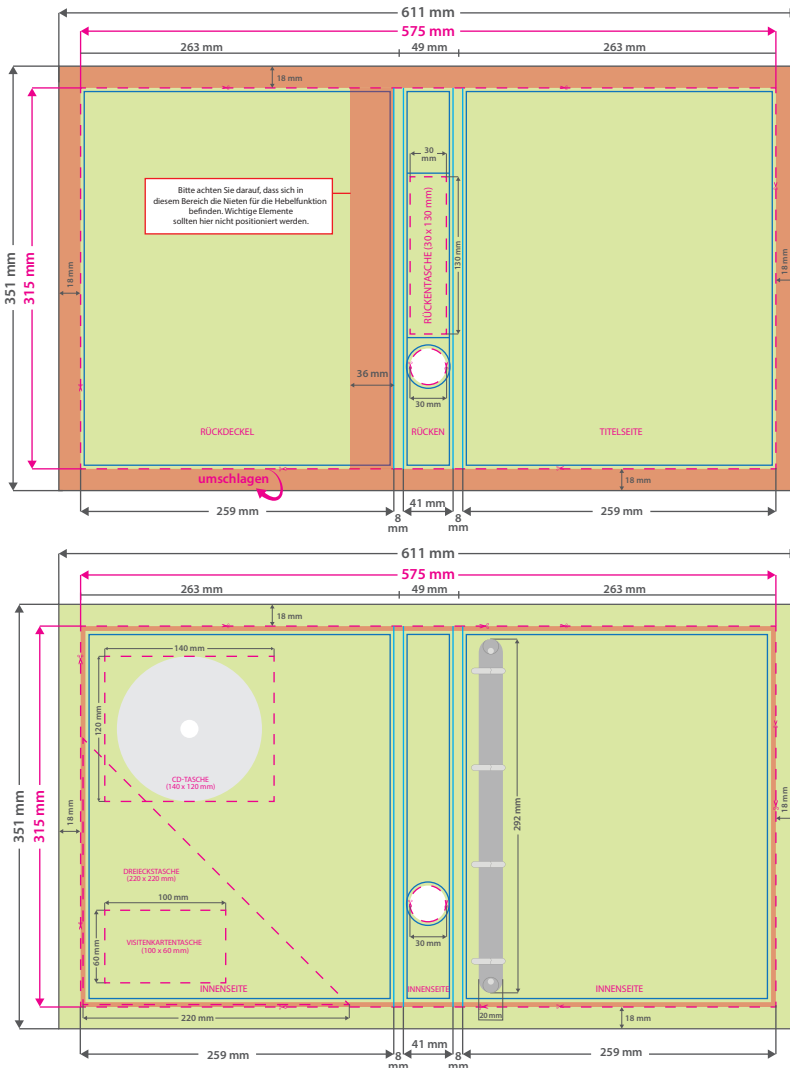 611 mm
575 mm
263 mm
49 mm
263 mm
18 mm
30
mm
Bitte achten Sie darauf, dass sich in
diesem Bereich die Nieten für die Hebelfunktion
befinden. Wichtige Elemente
sollten hier nicht positioniert werden.
RÜCKENTASCHE (30 x 130 mm)
130 mm
351 mm
315 mm
18 mm
18 mm
36 mm
30 mm
RÜCKDECKEL
RÜCKEN
TITELSEITE
umschlagen
18 mm
259 mm
8
mm
41 mm
8
mm
259 mm
611 mm
575 mm
263 mm
49 mm
263 mm
18 mm
140 mm
120 mm
CD-TASCHE
(140 x 120 mm)
351 mm
315 mm
18 mm
292 mm
18 mm
DREIECKSTASCHE
(220 x 220 mm)
100 mm
60 mm
VISITENKARTENTASCHE
(100 x 60 mm)
30 mm
INNENSEITE
INNENSEITE
INNENSEITE
220 mm
20 mm
18 mm
259 mm
8
mm
41 mm
8
mm
259 mm